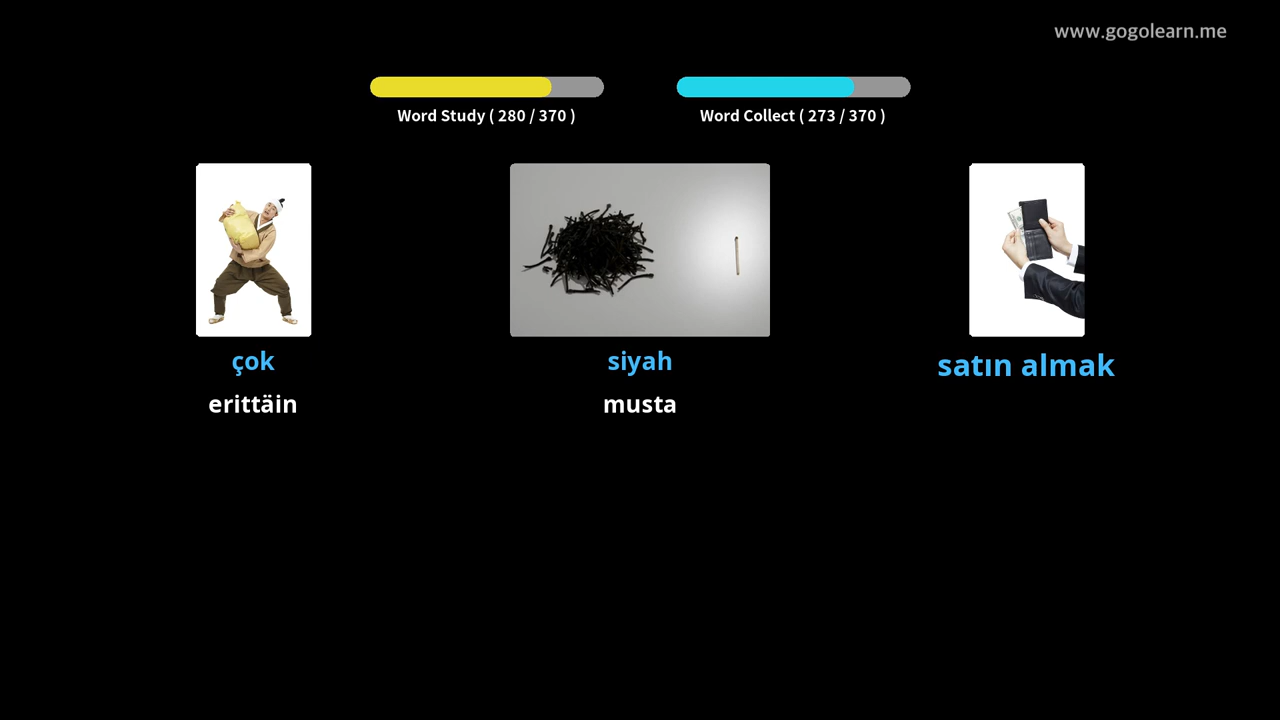 www.gogolearn.me
Word Study ( 280 / 370 )
Word Collect ( 273 / 370 )
çok
siyah
satın almak
erittäin
musta